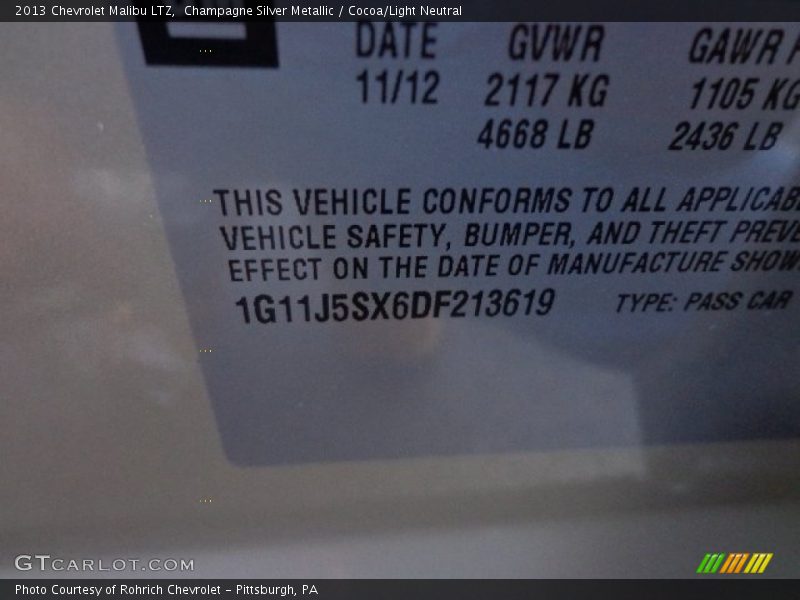 2013 Chevrolet Malibu LTZ, Champagne Silver Metallic / Cocoa/Light Neutral
DATE GVWR GAWR
11/12 2117 KG 1105 KG
4668 LB 2436 LB
THIS VEHICLE CONFORMS TO ALL APPLICAB
VEHICLE SAFETY, BUMPER, AND THEFT PREVE
EFFECT ON THE DATE OF MANUFACTURE SHOW
1G11J5SX6DF213619 TYPE: PASS CAR
GTCARLOT.COM
Photo Courtesy of Rohrich Chevrolet – Pittsburgh, PA